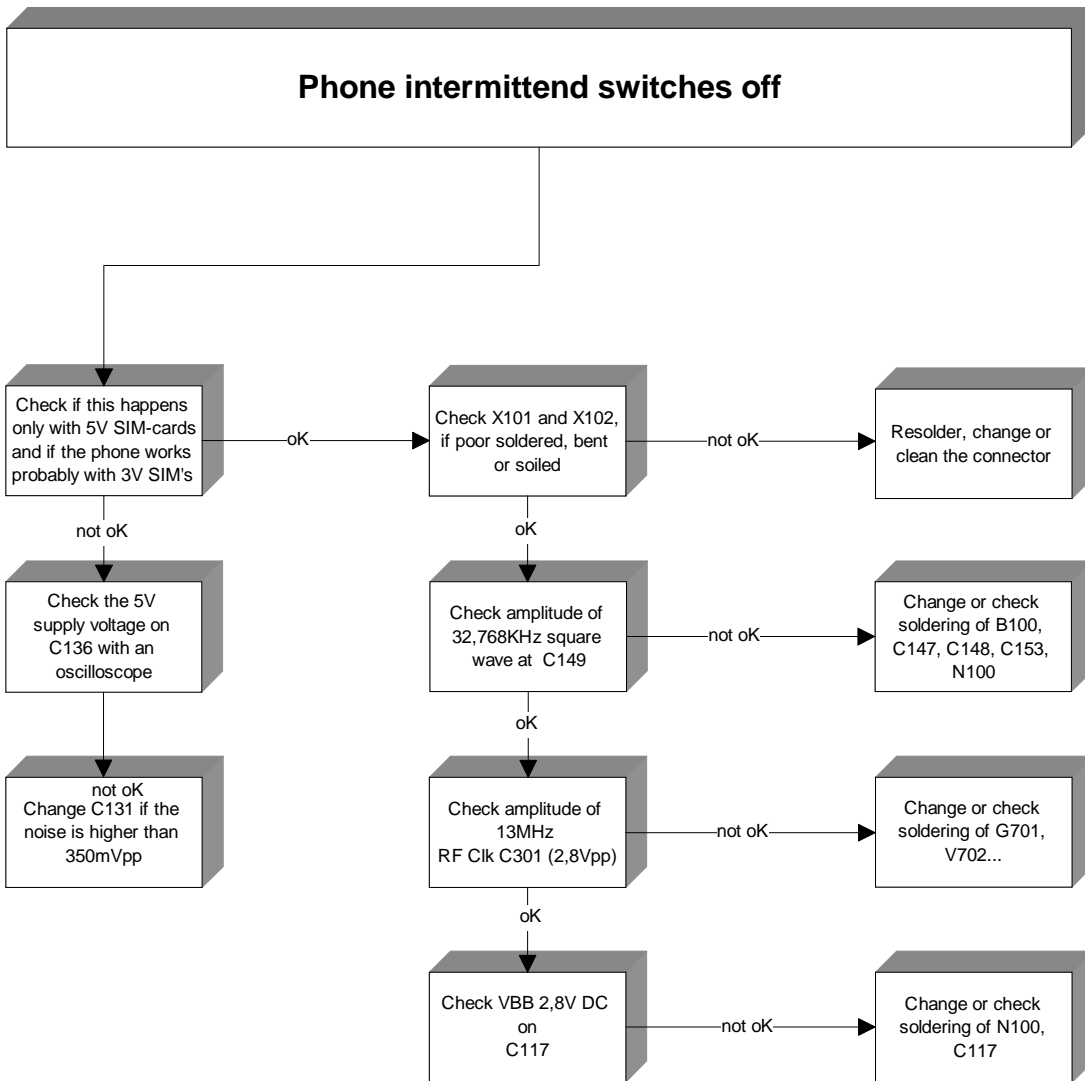 Phone intermittend switches off
Check if this happens
only with 5V SIM-cards
and if the phone works
probably with 3V SIM's
oK
Check X101 and X102,
if poor soldered, bent
or soiled
not oK
Resolder, change or
clean the connector
not oK
oK
Check the 5V
supply voltage on
C136 with an
oscilloscope
Check amplitude of
32,768KHz square
wave at C149
not oK
Change or check
soldering of B100,
C147, C148, C153,
N100
oK
not oK
Change C131 if the
noise is higher than
350mVpp
Check amplitude of
13MHz
RF Clk C301 (2,8Vpp)
not oK
Change or check
soldering of G701,
V702...
oK
Check VBB 2,8V DC
on
C117
not oK
Change or check
soldering of N100,
C117